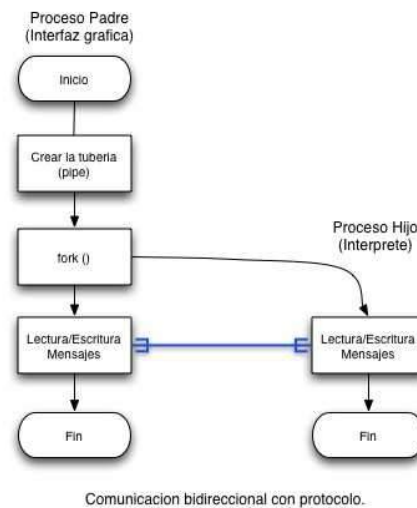 Proceso Padre
(Interfaz grafica)
Inicio
Crear la tuberia
(pipe)
Proceso Hijo
(Interprete)
fork ()
Lectura/Escritura
Mensajes
Lectura/Escritura
Mensajes
Fin
Fin
Comunicacion bidireccional con protocolo.